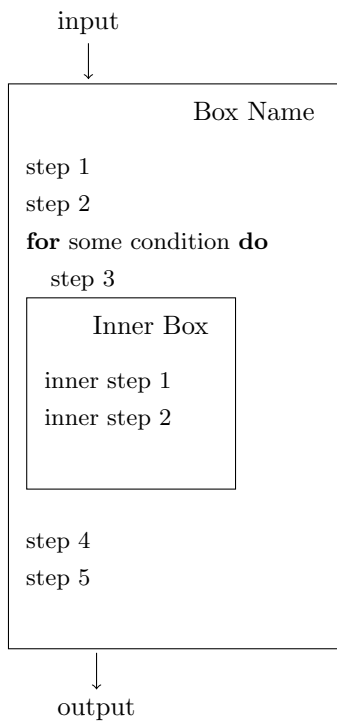 input
Box Name
step 1
step 2
for some condition do
step 3
Inner Box
inner step 1
inner step 2
step 4
step 5
output